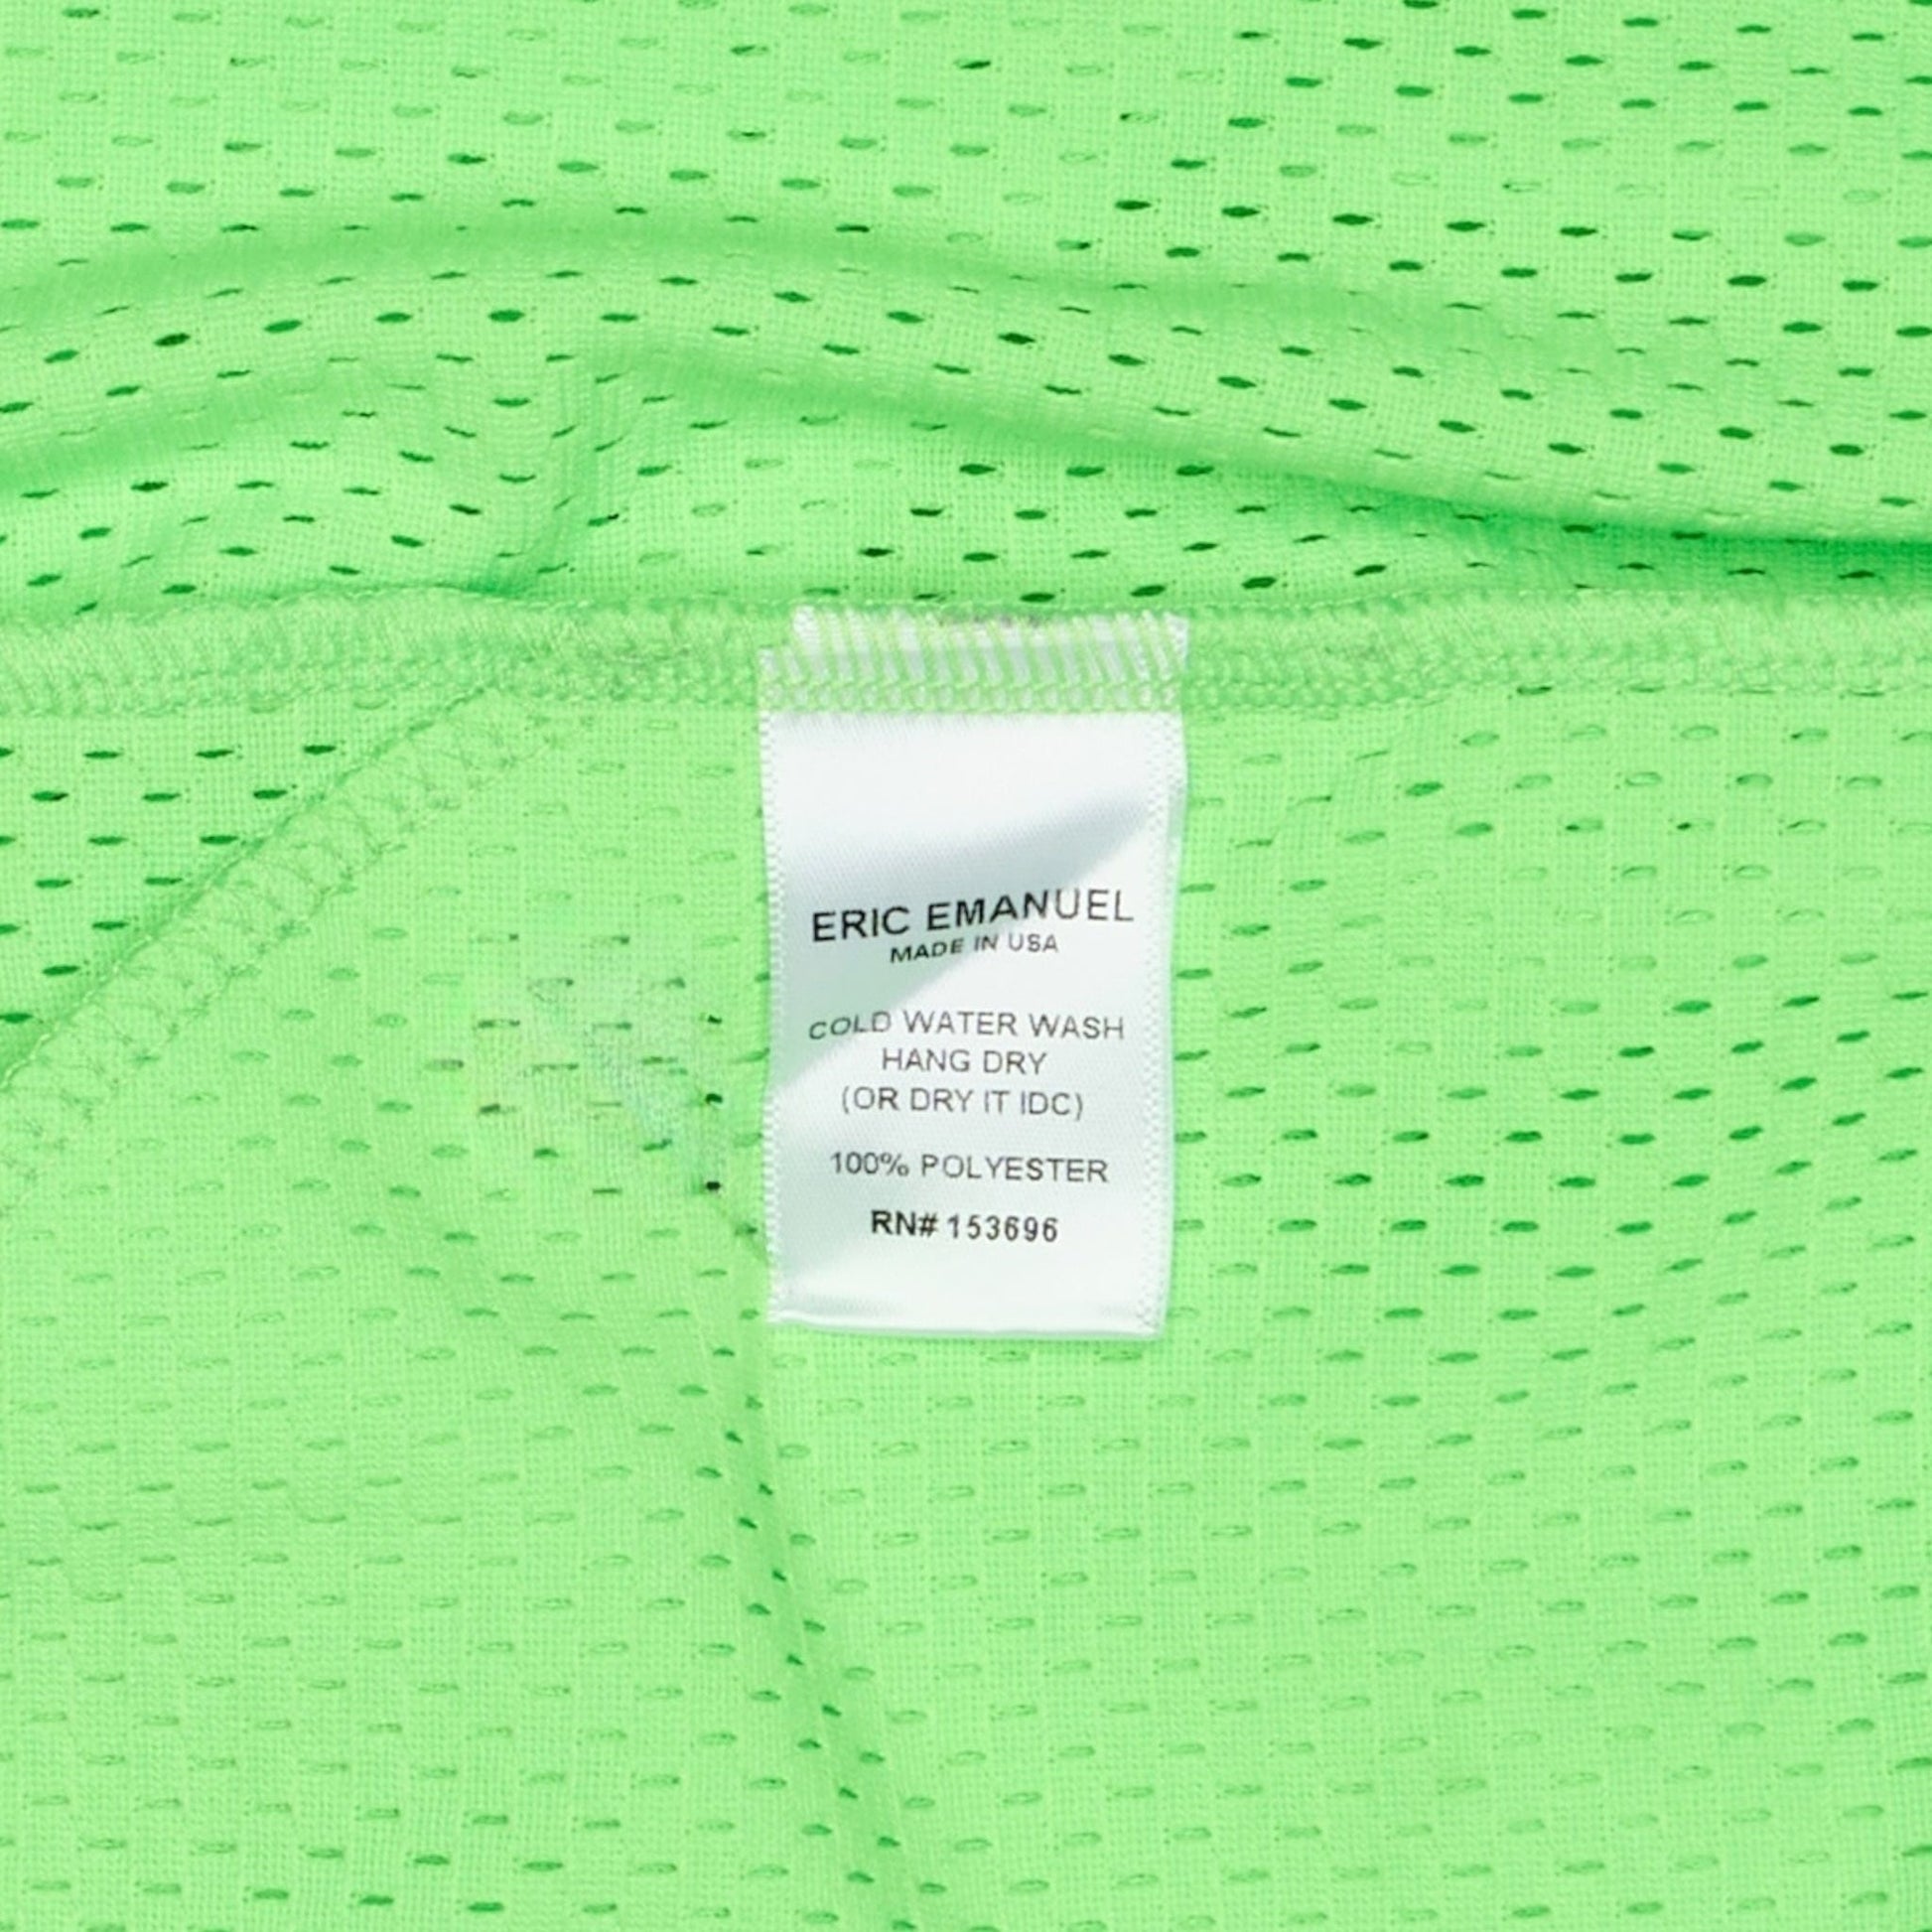 ERIC EMANUEL
MADE IN USA
COLD WATER WASH
HANG DRY
(OR DRY IT IDC)
100% POLYESTER
RN# 153696